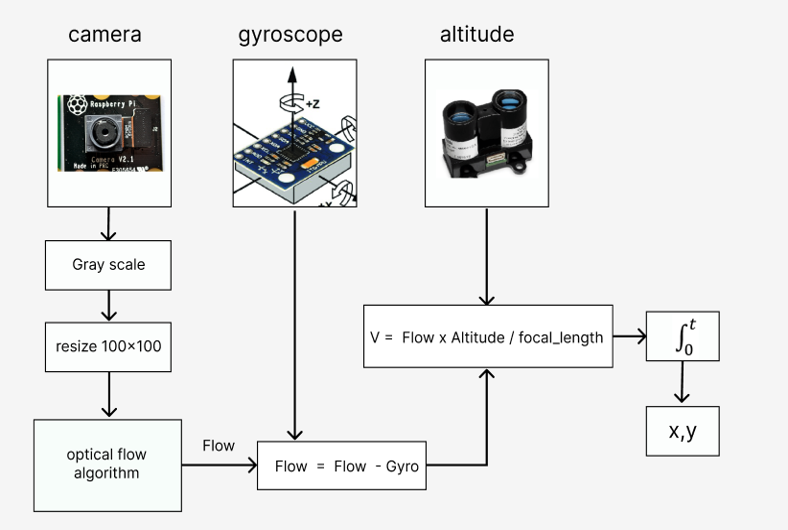 camera
gyroscope
altitude
Raspberry Pi
Camera V2.1
Made in PRC
+Z
Gray scale
resize 100×100
optical flow
algorithm
Flow
Flow = Flow - Gyro
V = Flow x Altitude / focal_length
∫₀ᵗ
x,y